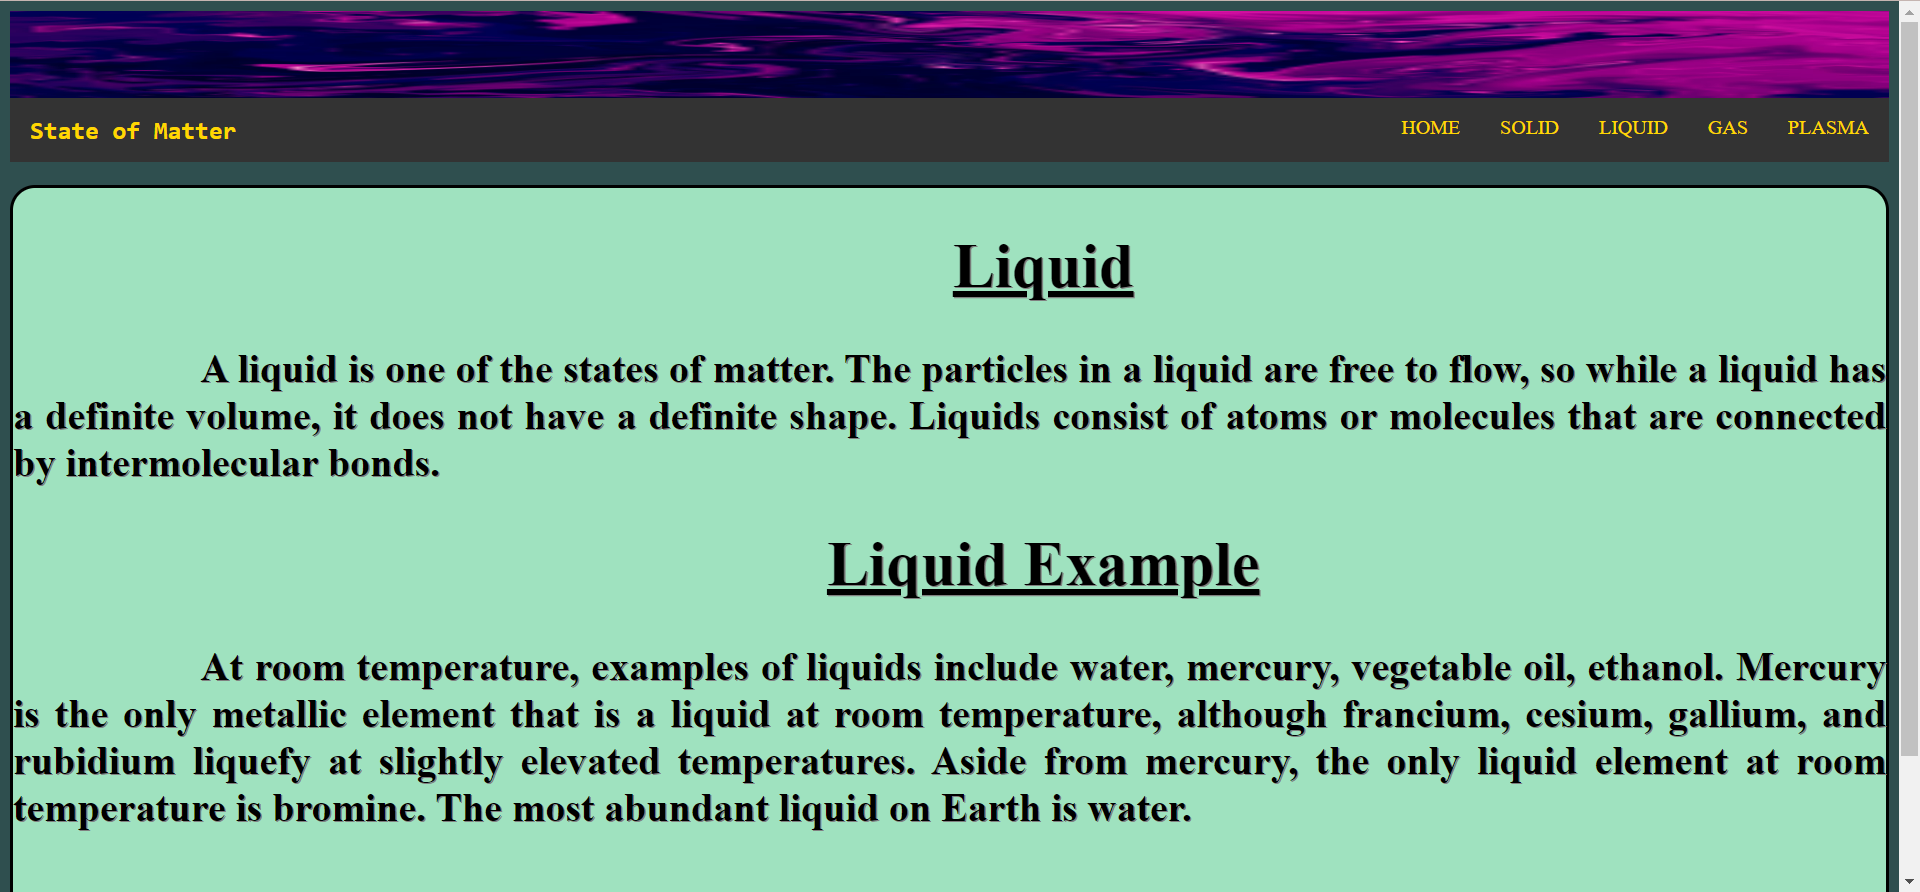 State of Matter
HOME SOLID LIQUID GAS PLASMA
Liquid
A liquid is one of the states of matter. The particles in a liquid are free to flow, so while a liquid has
a definite volume, it does not have a definite shape. Liquids consist of atoms or molecules that are connected
by intermolecular bonds.
Liquid Example
At room temperature, examples of liquids include water, mercury, vegetable oil, ethanol. Mercury
is the only metallic element that is a liquid at room temperature, although francium, cesium, gallium, and
rubidium liquefy at slightly elevated temperatures. Aside from mercury, the only liquid element at room
temperature is bromine. The most abundant liquid on Earth is water.